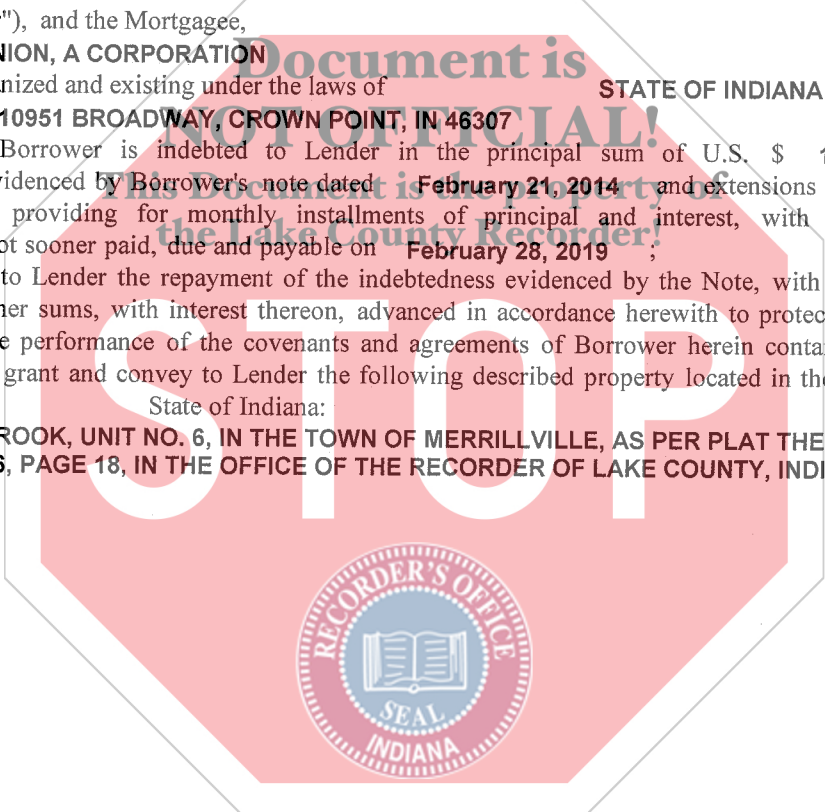 "), and the Mortgagee,
NION, A CORPORATION
nized and existing under the laws of STATE OF INDIANA
10951 BROADWAY, CROWN POINT, IN 46307
Borrower is indebted to Lender in the principal sum of U.S. $ 1
videnced by Borrower's note dated February 21, 2014 and extensions
providing for monthly installments of principal and interest, with
ot sooner paid, due and payable on February 28, 2019 ;
to Lender the repayment of the indebtedness evidenced by the Note, with
her sums, with interest thereon, advanced in accordance herewith to protec
e performance of the covenants and agreements of Borrower herein conta
grant and convey to Lender the following described property located in the
State of Indiana:
ROOK, UNIT NO. 6, IN THE TOWN OF MERRILLVILLE, AS PER PLAT THE
6, PAGE 18, IN THE OFFICE OF THE RECORDER OF LAKE COUNTY, INDI
Document is
NOT OFFICIAL!
This Document is the property of
the Lake County Recorder!
STOP
RECORDER'S OFFICE
SEAL
INDIANA